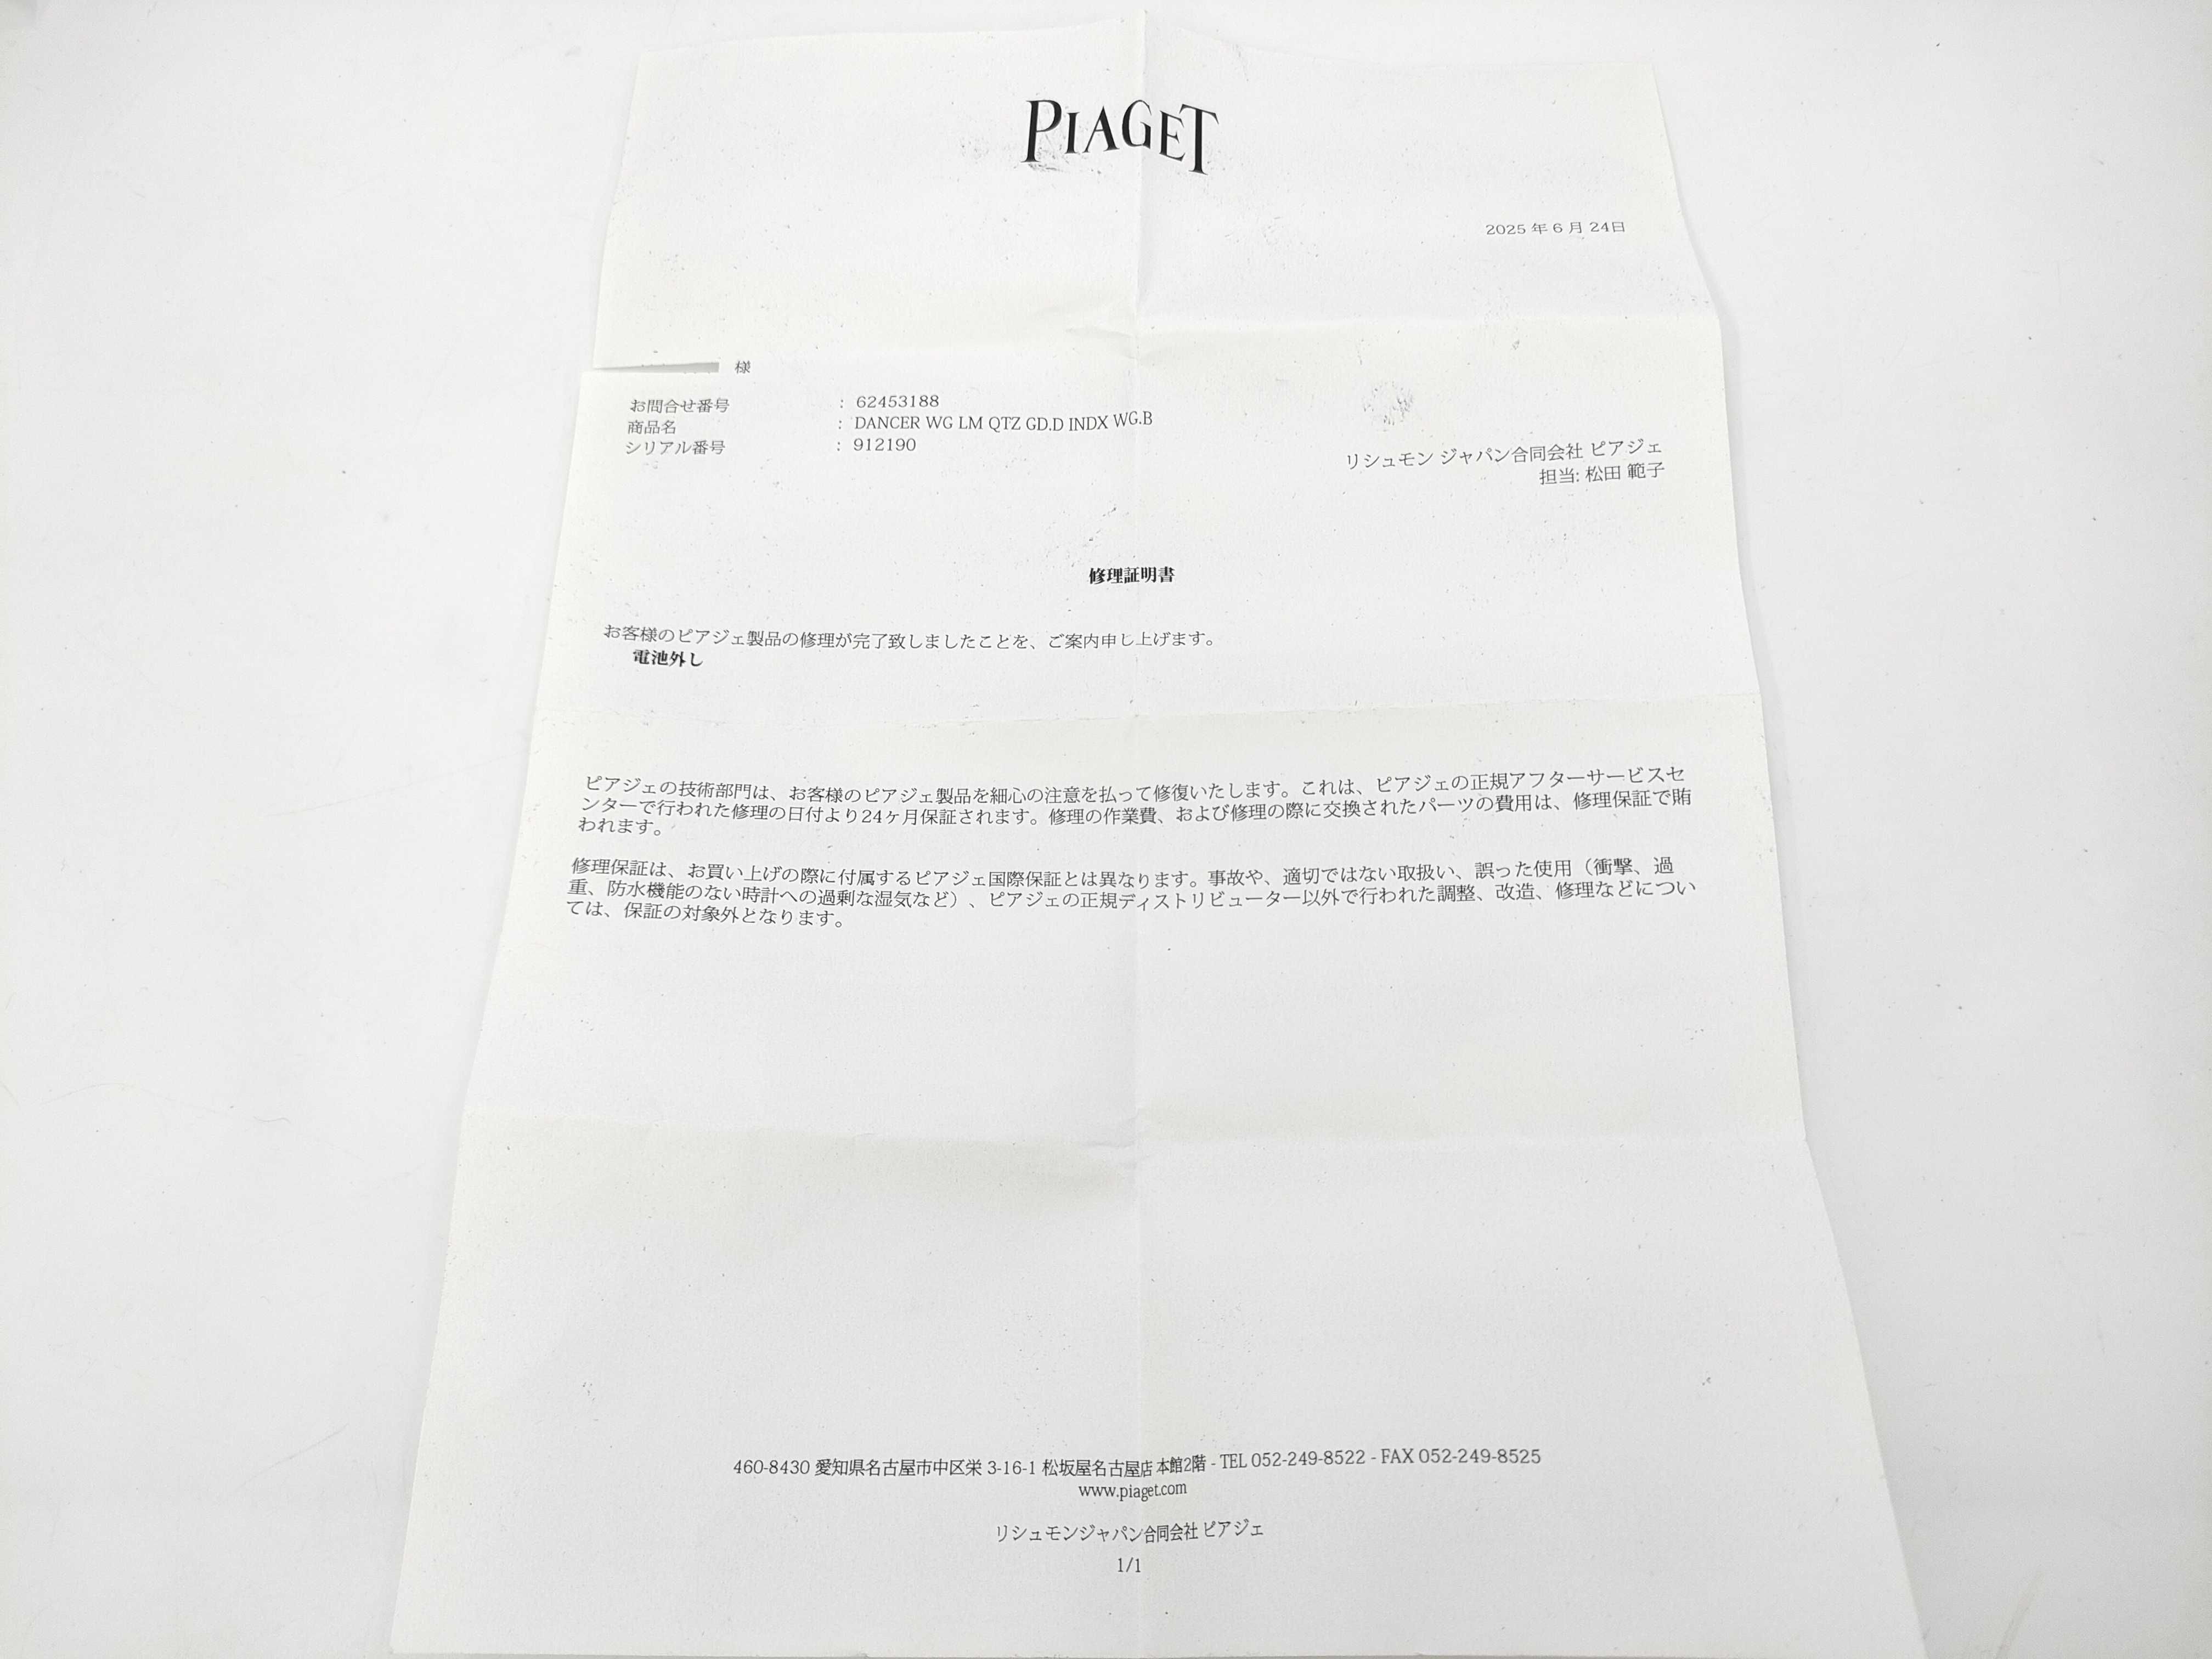 PIAGET
2025 年 6 月 24日
様
お問合せ番号 : 62453188
商品名 : DANCER WG LM QTZ GD.D INDX WG.B
シリアル番号 : 912190
リシュモン ジャパン合同会社 ピアジェ
担当: 松田 範子
修理証明書
お客様のピアジェ製品の修理が完了致しましたことを、ご案内申し上げます。
電池外し
ピアジェの技術部門は、お客様のピアジェ製品を細心の注意を払って修復いたします。これは、ピアジェの正規アフターサービスセ
ンターで行われた修理の日付より24ヶ月保証されます。修理の作業費、および修理の際に交換されたパーツの費用は、修理保証で賄
われます。
修理保証は、お買い上げの際に付属するピアジェ国際保証とは異なります。事故や、適切ではない取扱い、誤った使用（衝撃、過
重、防水機能のない時計への過剰な湿気など）、ピアジェの正規ディストリビューター以外で行われた調整、改造、修理などについ
ては、保証の対象外となります。
460-8430 愛知県名古屋市中区栄 3-16-1 松坂屋名古屋店 本館2階 - TEL 052-249-8522 - FAX 052-249-8525
www.piaget.com
リシュモンジャパン合同会社 ピアジェ
1/1